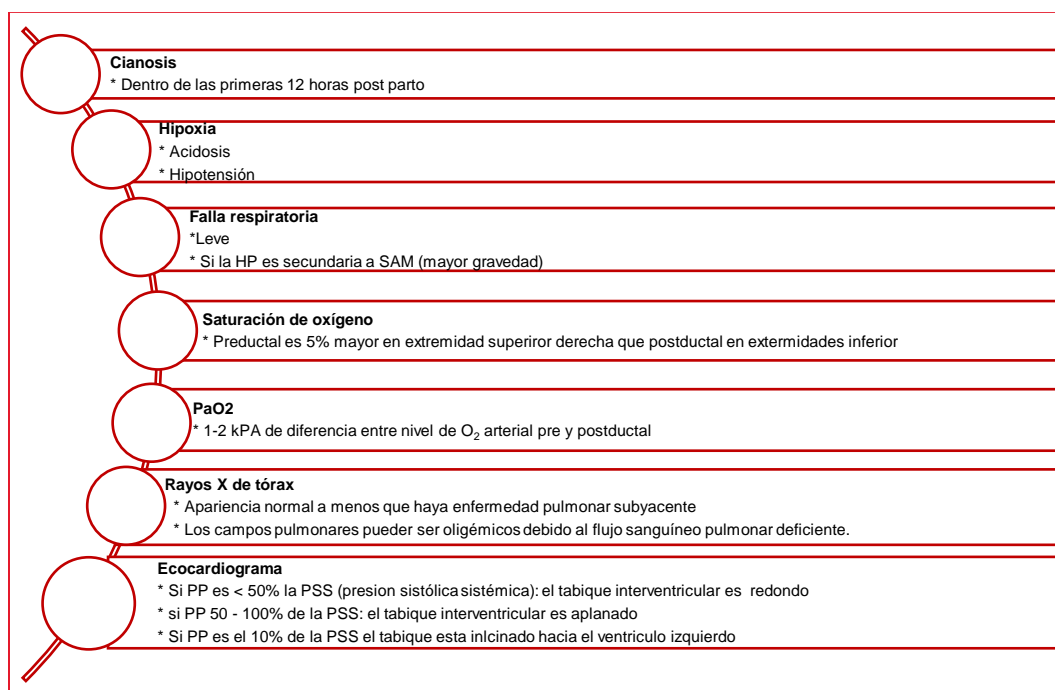 Cianosis
* Dentro de las primeras 12 horas post parto
Hipoxia
* Acidosis
* Hipotensión
Falla respiratoria
*Leve
* Si la HP es secundaria a SAM (mayor gravedad)
Saturación de oxígeno
* Preductal es 5% mayor en extremidad superiror derecha que postductal en extermidades inferior
PaO2
* 1-2 kPA de diferencia entre nivel de O₂ arterial pre y postductal
Rayos X de tórax
* Apariencia normal a menos que haya enfermedad pulmonar subyacente
* Los campos pulmonares pueder ser oligémicos debido al flujo sanguíneo pulmonar deficiente.
Ecocardiograma
* Si PP es < 50% la PSS (presion sistólica sistémica): el tabique interventricular es redondo
* si PP 50 - 100% de la PSS: el tabique interventricular es aplanado
* Si PP es el 10% de la PSS el tabique esta inlcinado hacia el ventriculo izquierdo